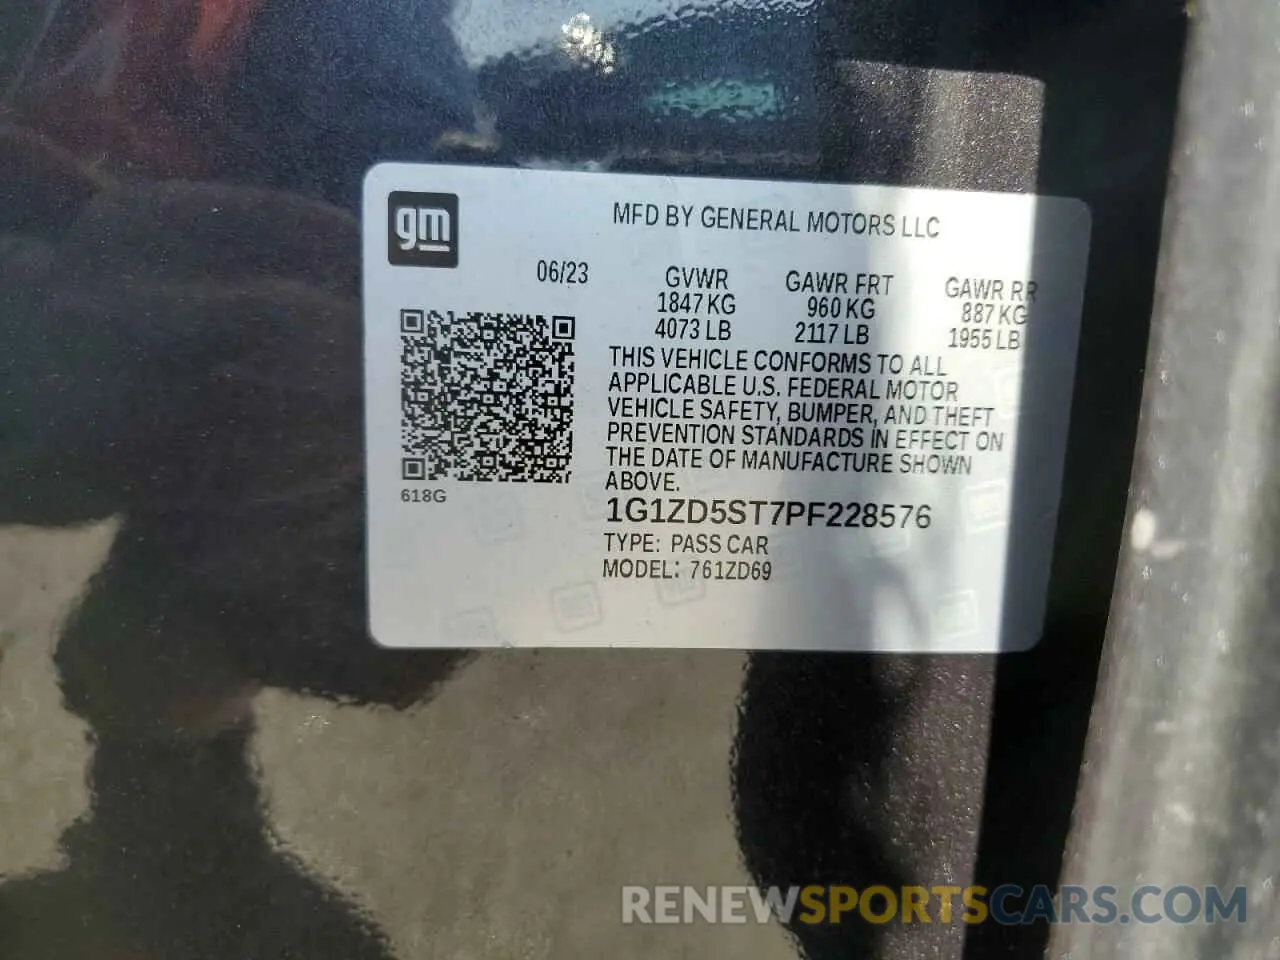 gm
MFD BY GENERAL MOTORS LLC
06/23
GVWR GAWR FRT GAWR RR
1847 KG 960 KG 887 KG
4073 LB 2117 LB 1955 LB
THIS VEHICLE CONFORMS TO ALL
APPLICABLE U.S. FEDERAL MOTOR
VEHICLE SAFETY, BUMPER, AND THEFT
PREVENTION STANDARDS IN EFFECT ON
THE DATE OF MANUFACTURE SHOWN
ABOVE.
618G
1G1ZD5ST7PF228576
TYPE: PASS CAR
MODEL: 761ZD69
RENEWSPORTSCARS.COM